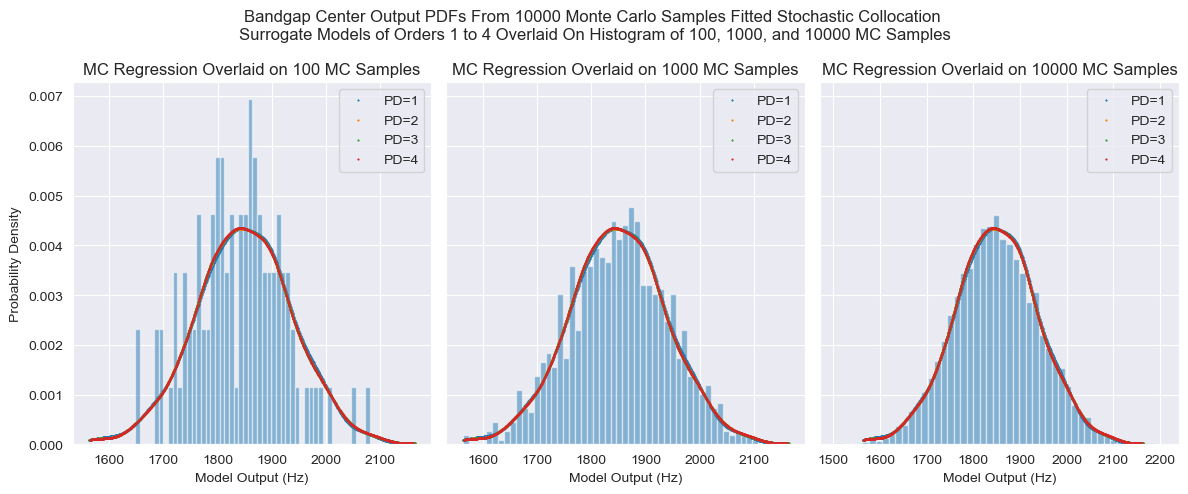 Bandgap Center Output PDFs From 10000 Monte Carlo Samples Fitted Stochastic Collocation
Surrogate Models of Orders 1 to 4 Overlaid On Histogram of 100, 1000, and 10000 MC Samples
MC Regression Overlaid on 100 MC Samples
PD=1
PD=2
PD=3
PD=4
0.007
0.006
0.005
0.004
0.003
0.002
0.001
0.000
Probability Density
1600 1700 1800 1900 2000 2100
Model Output (Hz)
MC Regression Overlaid on 1000 MC Samples
PD=1
PD=2
PD=3
PD=4
1600 1700 1800 1900 2000 2100
Model Output (Hz)
MC Regression Overlaid on 10000 MC Samples
PD=1
PD=2
PD=3
PD=4
1500 1600 1700 1800 1900 2000 2100 2200
Model Output (Hz)